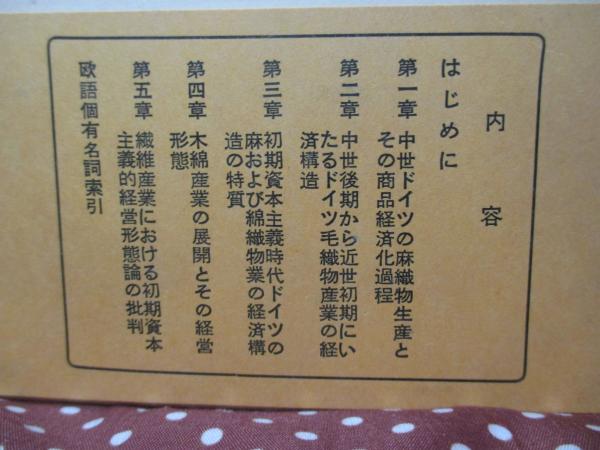 内容
はじめに
第一章 中世ドイツの麻織物生産と
その商品経済化過程
第二章 中世後期から近世初期にい
たるドイツ毛織物産業の経
済構造
第三章 初期資本主義時代ドイツの
麻および綿織物業の経済構
造の特質
第四章 木綿産業の展開とその経営
形態
第五章 繊維産業における初期資本
主義的経営形態論の批判
欧語個有名詞索引